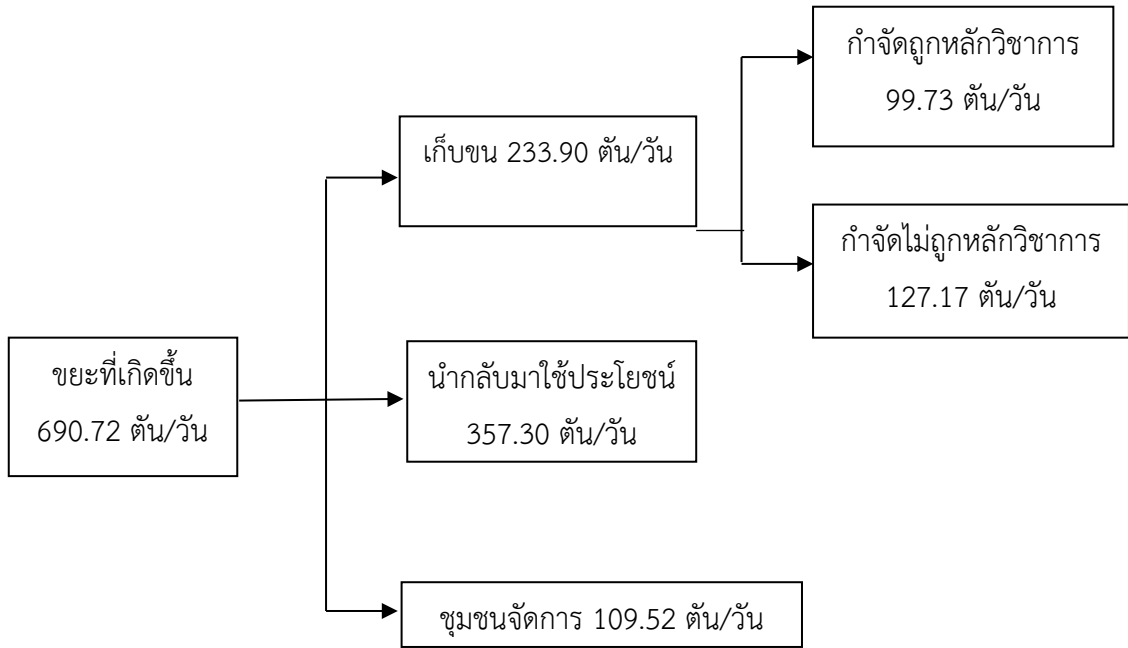 กำจัดถูกหลักวิชาการ
99.73 ตัน/วัน
เก็บขน 233.90 ตัน/วัน
กำจัดไม่ถูกหลักวิชาการ
127.17 ตัน/วัน
ขยะที่เกิดขึ้น
690.72 ตัน/วัน
นำกลับมาใช้ประโยชน์
357.30 ตัน/วัน
ชุมชนจัดการ 109.52 ตัน/วัน